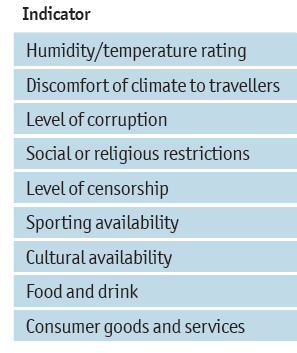 Indicator
Humidity/temperature rating
Discomfort of climate to travellers
Level of corruption
Social or religious restrictions
Level of censorship
Sporting availability
Cultural availability
Food and drink
Consumer goods and services